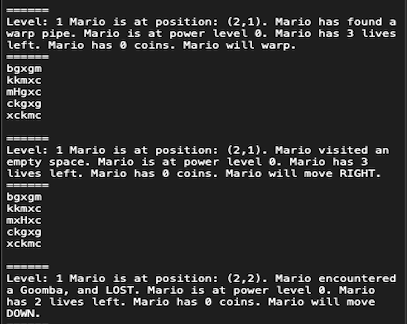 ======
Level: 1 Mario is at position: (2,1). Mario has found a
warp pipe. Mario is at power level 0. Mario has 3 lives
left. Mario has 0 coins. Mario will warp.
======
bgxgm
kkmxc
mHgxc
ckgxg
xckmc
======
Level: 1 Mario is at position: (2,1). Mario visited an
empty space. Mario is at power level 0. Mario has 3
lives left. Mario has 0 coins. Mario will move RIGHT.
======
bgxgm
kkmxc
mxHxc
ckgxg
xckmc
======
Level: 1 Mario is at position: (2,2). Mario encountered
a Goomba, and LOST. Mario is at power level 0. Mario
has 2 lives left. Mario has 0 coins. Mario will move
DOWN.